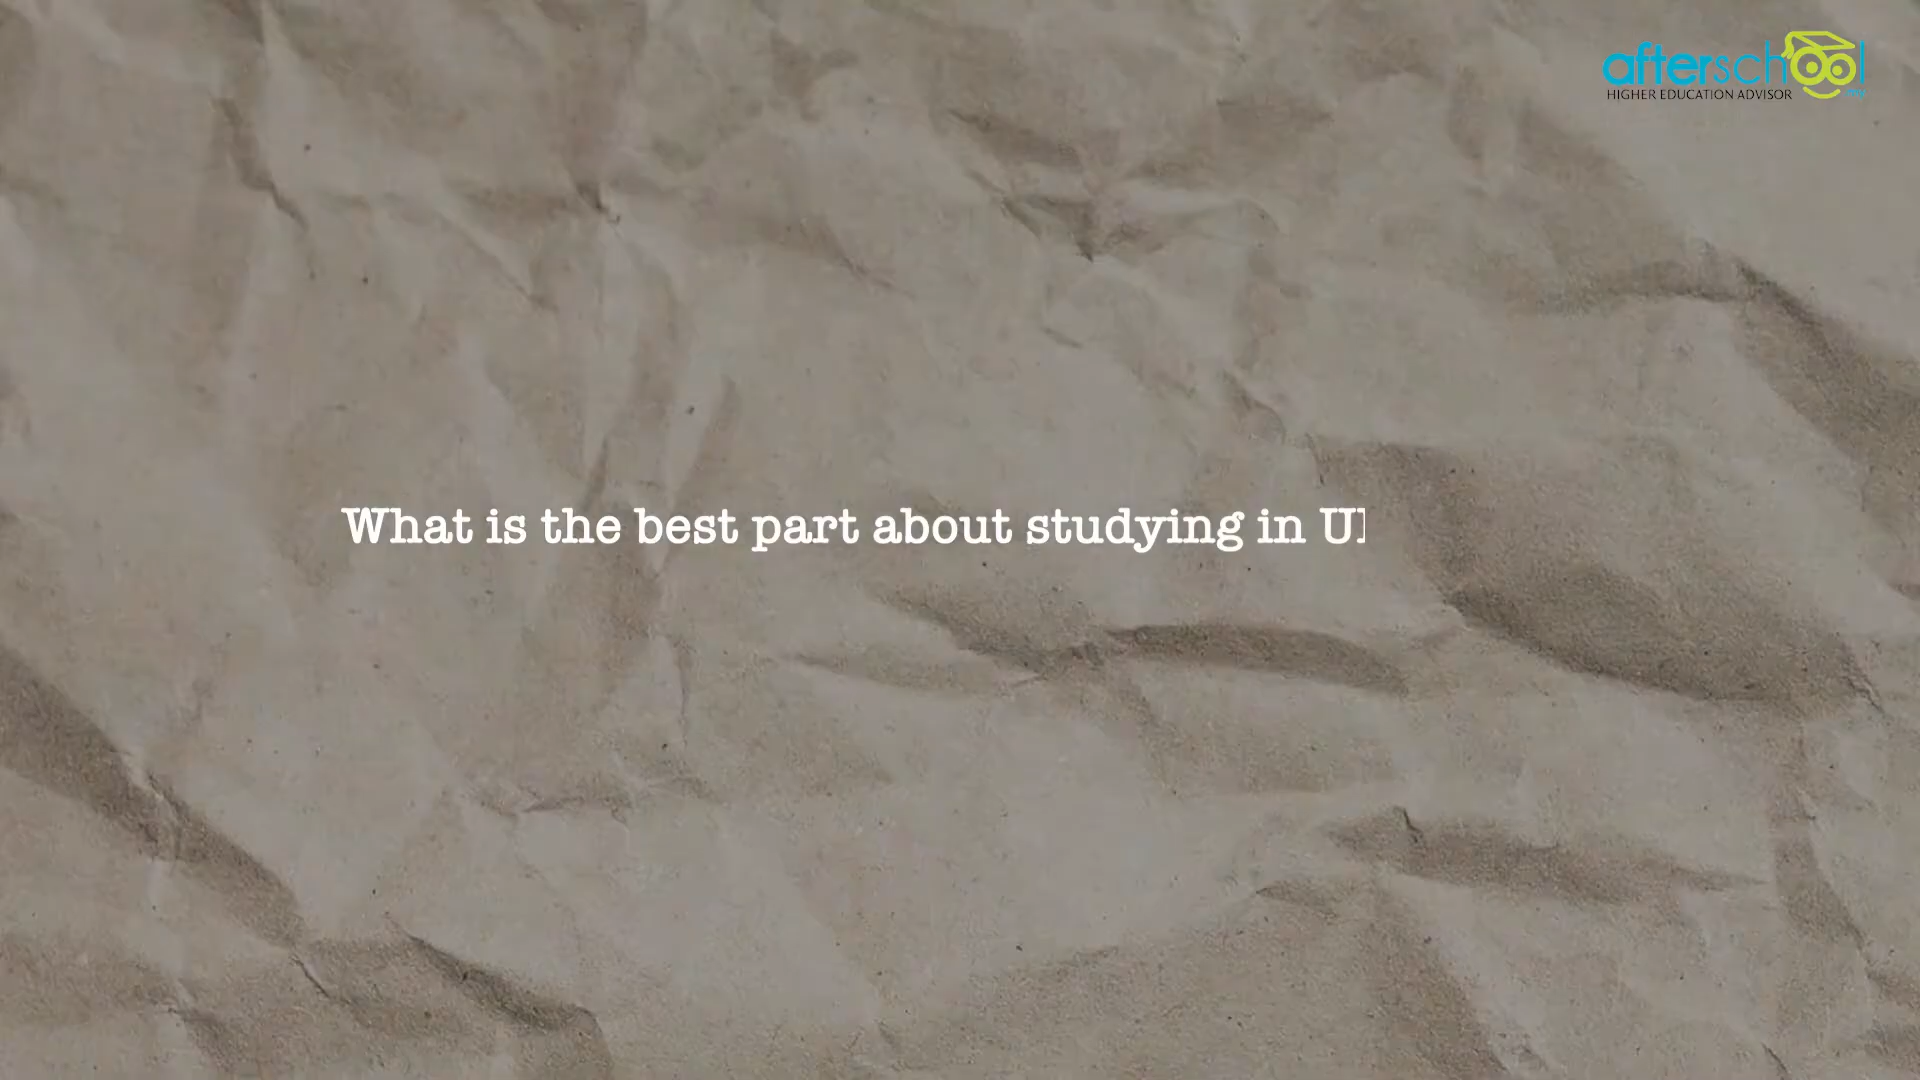 afterschool
HIGHER EDUCATION ADVISOR
What is the best part about studying in U